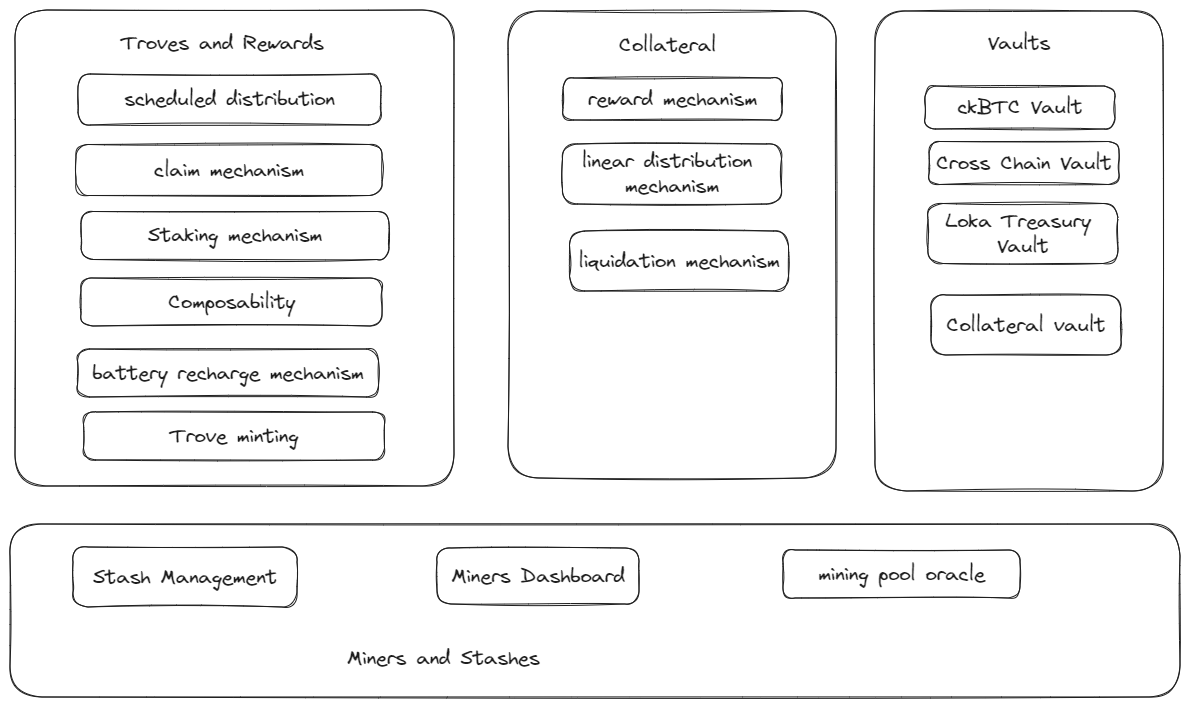 Troves and Rewards
scheduled distribution
claim mechanism
Staking mechanism
Composability
battery recharge mechanism
Trove minting
Collateral
reward mechanism
linear distribution
mechanism
liquidation mechanism
Vaults
ckBTC Vault
Cross Chain Vault
Loka Treasury
Vault
Collateral vault
Stash Management
Miners Dashboard
mining pool oracle
Miners and Stashes